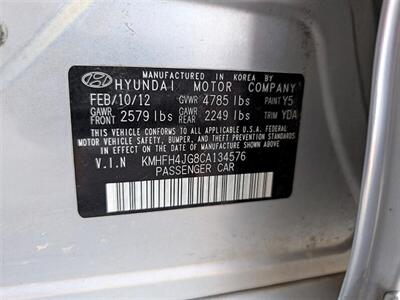 MANUFACTURED IN KOREA BY
HYUNDAI MOTOR COMPANY
FEB/10/12 GVWR 4785 lbs PAINT Y5
GAWR FRONT 2579 lbs GAWR REAR 2249 lbs TRIM YDA
THIS VEHICLE CONFORMS TO ALL APPLICABLE U.S. FEDERAL
MOTOR VEHICLE SAFETY, BUMPER, AND THEFT PREVENTION
STANDARDS IN EFFECT ON THE DATE OF
MANUFACTURE SHOWN ABOVE.
V.I.N KMHFH4JG8CA134576
PASSENGER CAR